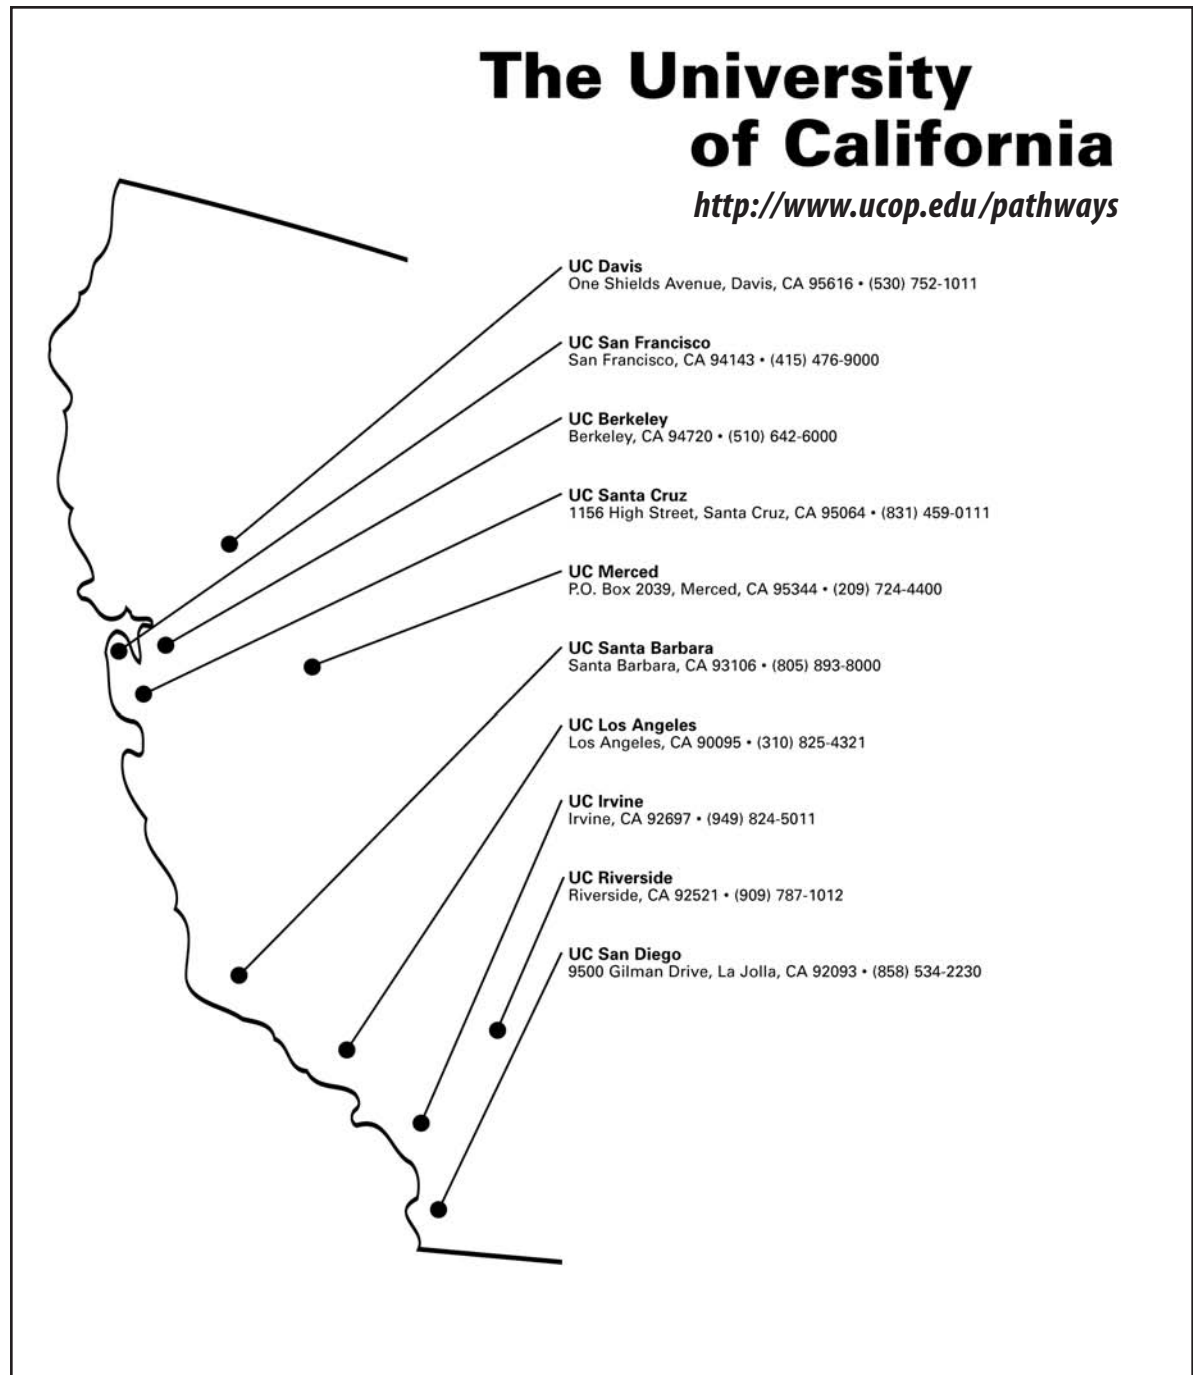 The University
of California
http://www.ucop.edu/pathways
UC Davis
One Shields Avenue, Davis, CA 95616 • (530) 752-1011
UC San Francisco
San Francisco, CA 94143 • (415) 476-9000
UC Berkeley
Berkeley, CA 94720 • (510) 642-6000
UC Santa Cruz
1156 High Street, Santa Cruz, CA 95064 • (831) 459-0111
UC Merced
P.O. Box 2039, Merced, CA 95344 • (209) 724-4400
UC Santa Barbara
Santa Barbara, CA 93106 • (805) 893-8000
UC Los Angeles
Los Angeles, CA 90095 • (310) 825-4321
UC Irvine
Irvine, CA 92697 • (949) 824-5011
UC Riverside
Riverside, CA 92521 • (909) 787-1012
UC San Diego
9500 Gilman Drive, La Jolla, CA 92093 • (858) 534-2230